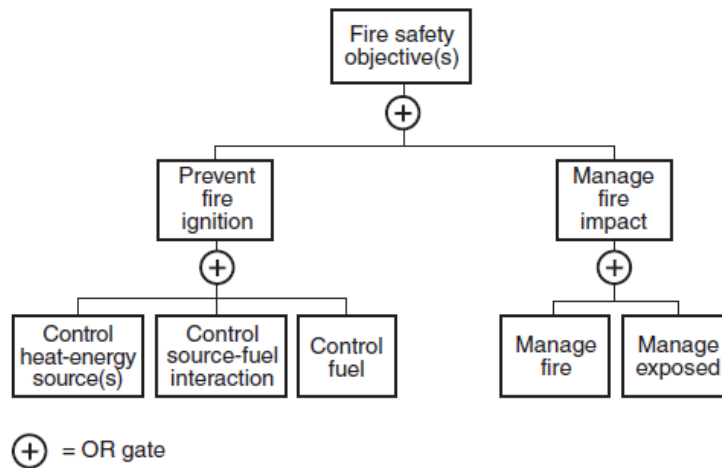 Fire safety
objective(s)
+
Prevent
fire
ignition
Manage
fire
impact
+
+
Control
heat-energy
source(s)
Control
source-fuel
interaction
Control
fuel
Manage
fire
Manage
exposed
+ = OR gate